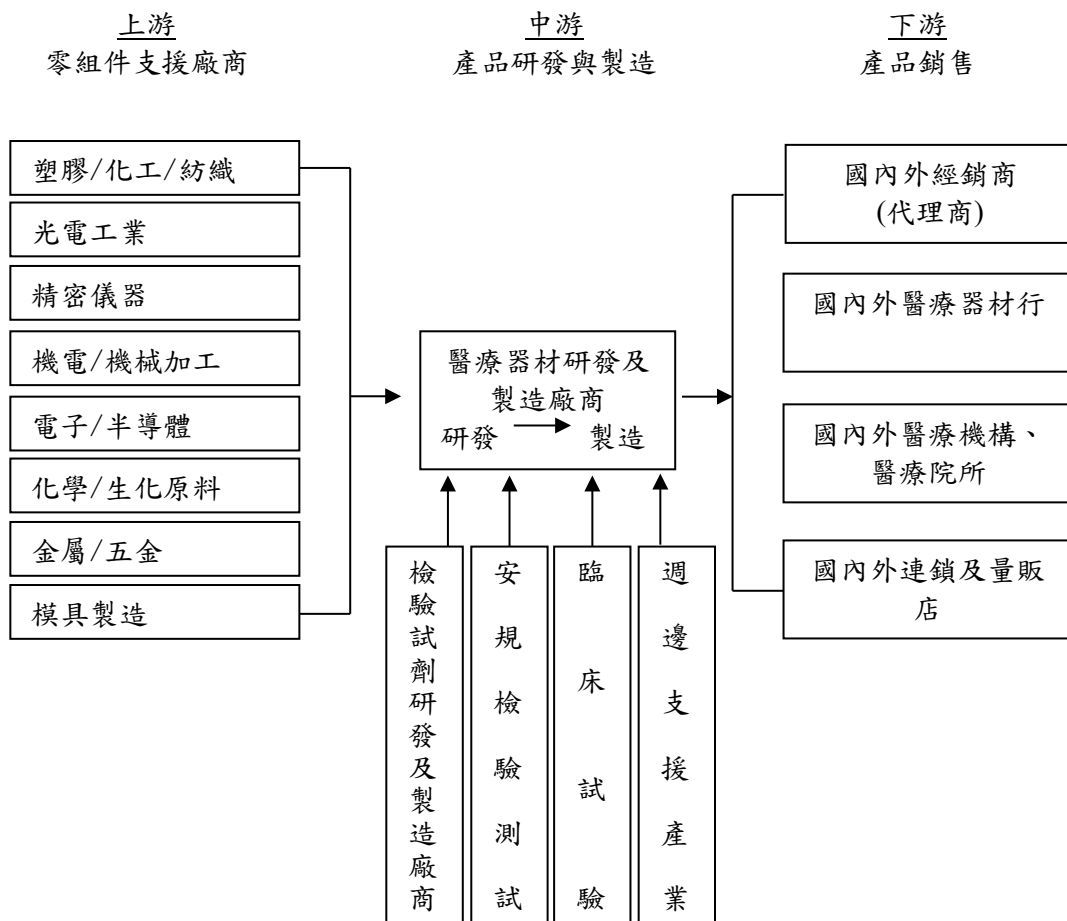 上游
零組件支援廠商
中游
產品研發與製造
下游
產品銷售
塑膠/化工/紡織
光電工業
精密儀器
機電/機械加工
電子/半導體
化學/生化原料
金屬/五金
模具製造
醫療器材研發及
製造廠商
研發
製造
檢驗試劑研發及製造廠商
安規檢驗測試
臨床試驗
週邊支援產業
國內外經銷商
(代理商)
國內外醫療器材行
國內外醫療機構、
醫療院所
國內外連鎖及量販
店